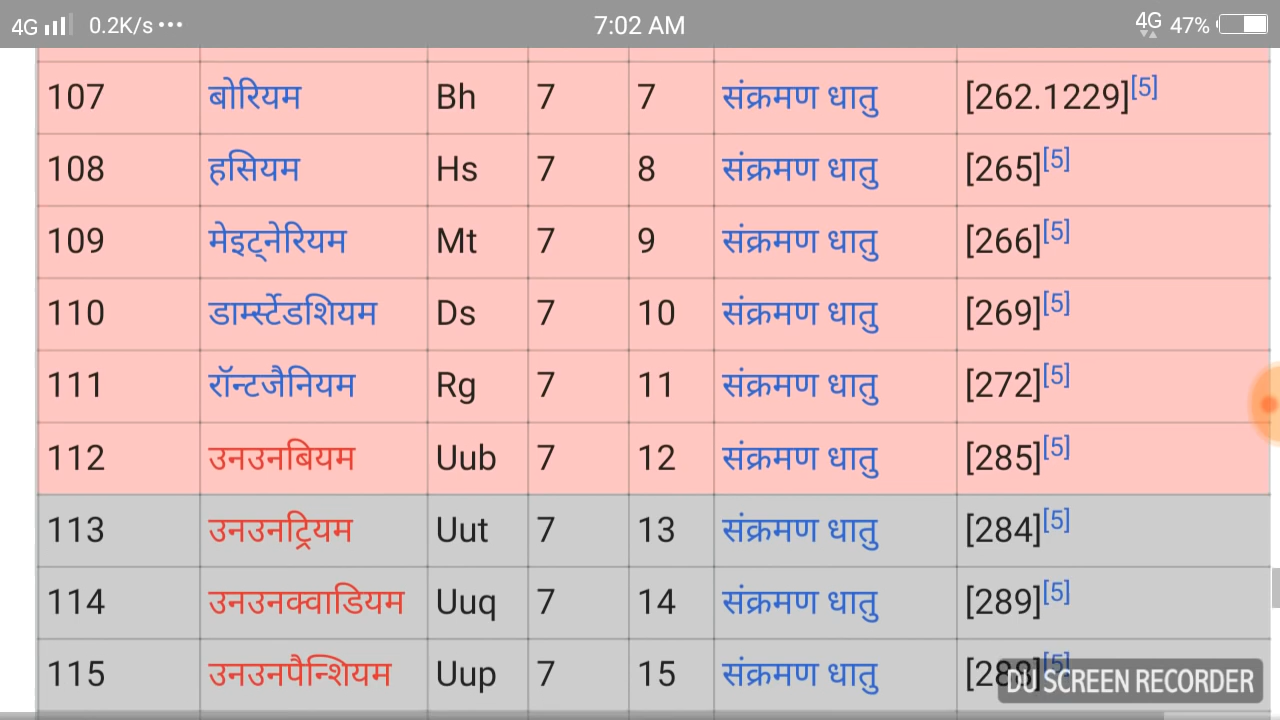 4G 0.2K/s ••• 7:02 AM 4G 47%
107 बोरियम Bh 7 7 संक्रमण धातु [262.1229][5]
108 हसियम Hs 7 8 संक्रमण धातु [265][5]
109 मेइट्नेरियम Mt 7 9 संक्रमण धातु [266][5]
110 डार्म्स्टेडशियम Ds 7 10 संक्रमण धातु [269][5]
111 रॉन्टजैनियम Rg 7 11 संक्रमण धातु [272][5]
112 उनउनबियम Uub 7 12 संक्रमण धातु [285][5]
113 उनउनट्रियम Uut 7 13 संक्रमण धातु [284][5]
114 उनउनक्वाडियम Uuq 7 14 संक्रमण धातु [289][5]
115 उनउनपैन्शियम Uup 7 15 संक्रमण धातु [288][5]
DU SCREEN RECORDER